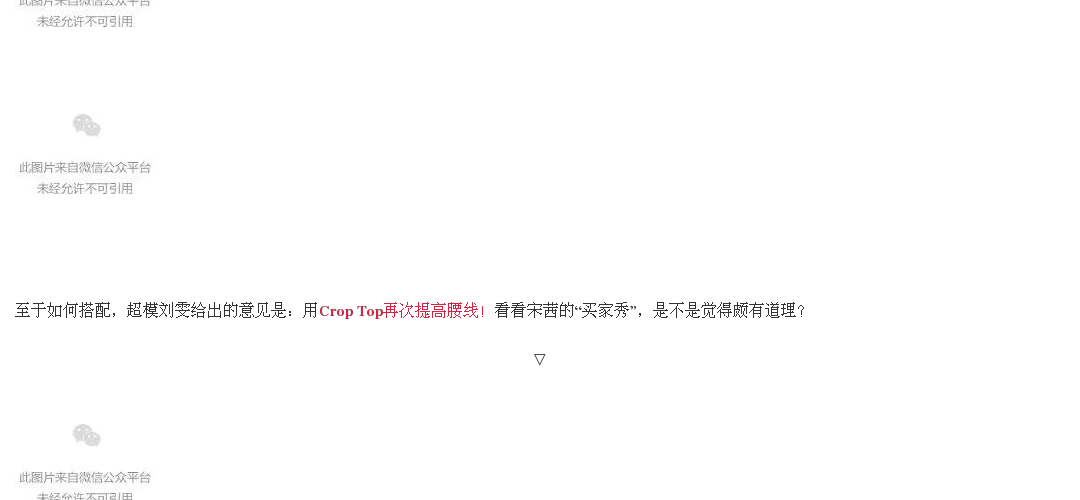 此图片来自微信公众平台
未经允许不可引用
此图片来自微信公众平台
未经允许不可引用
至于如何搭配，超模刘雯给出的意见是：用Crop Top再次提高腰线！看看宋茜的“买家秀”，是不是觉得颇有道理？
▽
此图片来自微信公众平台
未经允许不可引用